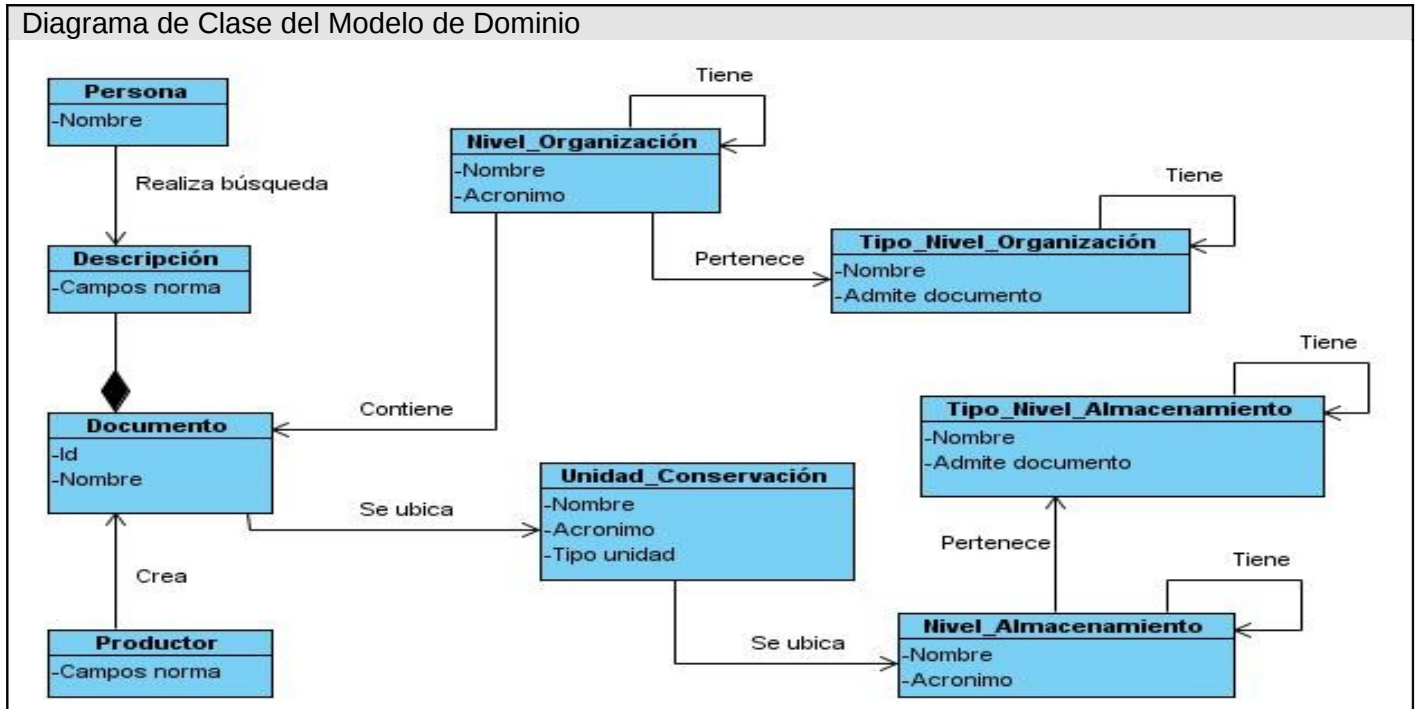 Diagrama de Clase del Modelo de Dominio
Persona
-Nombre
Realiza búsqueda
Descripción
-Campos norma
Documento
-Id
-Nombre
Crea
Productor
-Campos norma
Tiene
Nivel_Organización
-Nombre
-Acronimo
Contiene
Pertenece
Tiene
Tipo_Nivel_Organización
-Nombre
-Admite documento
Se ubica
Unidad_Conservación
-Nombre
-Acronimo
-Tipo unidad
Se ubica
Tiene
Tipo_Nivel_Almacenamiento
-Nombre
-Admite documento
Pertenece
Tiene
Nivel_Almacenamiento
-Nombre
-Acronimo